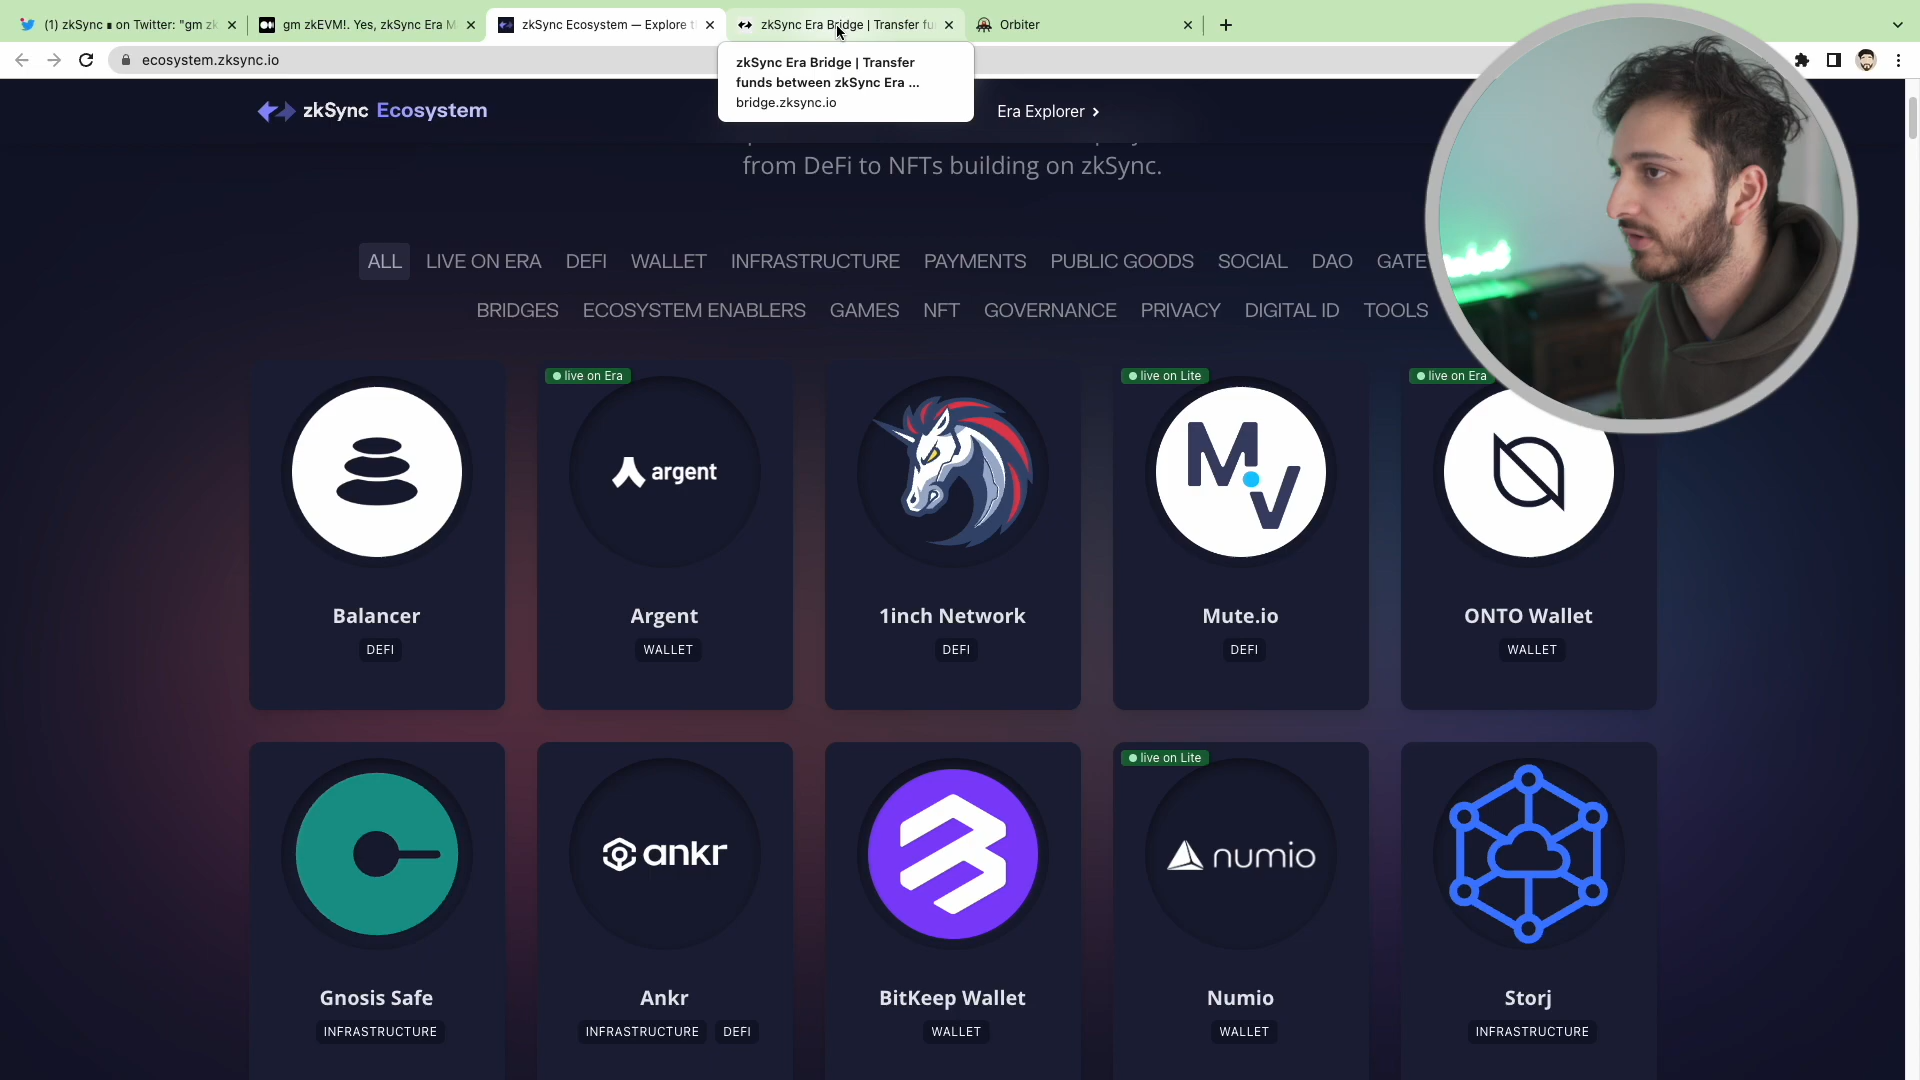 (1) zkSync ∎ on Twitter: "gm zk
gm zkEVM!. Yes, zkSync Era M
zkSync Ecosystem — Explore t
zkSync Era Bridge | Transfer fu
Orbiter
ecosystem.zksync.io
zkSync Era Bridge | Transfer
funds between zkSync Era ...
bridge.zksync.io
zkSync Ecosystem
Era Explorer
from DeFi to NFTs building on zkSync.
ALL LIVE ON ERA DEFI WALLET INFRASTRUCTURE PAYMENTS PUBLIC GOODS SOCIAL DAO GATE
BRIDGES ECOSYSTEM ENABLERS GAMES NFT GOVERNANCE PRIVACY DIGITAL ID TOOLS
live on Era
live on Lite
live on Era
argent
M.V
Balancer
Argent
1inch Network
Mute.io
ONTO Wallet
DEFI
WALLET
DEFI
DEFI
WALLET
live on Lite
ankr
numio
Gnosis Safe
Ankr
BitKeep Wallet
Numio
Storj
INFRASTRUCTURE
INFRASTRUCTURE DEFI
WALLET
WALLET
INFRASTRUCTURE